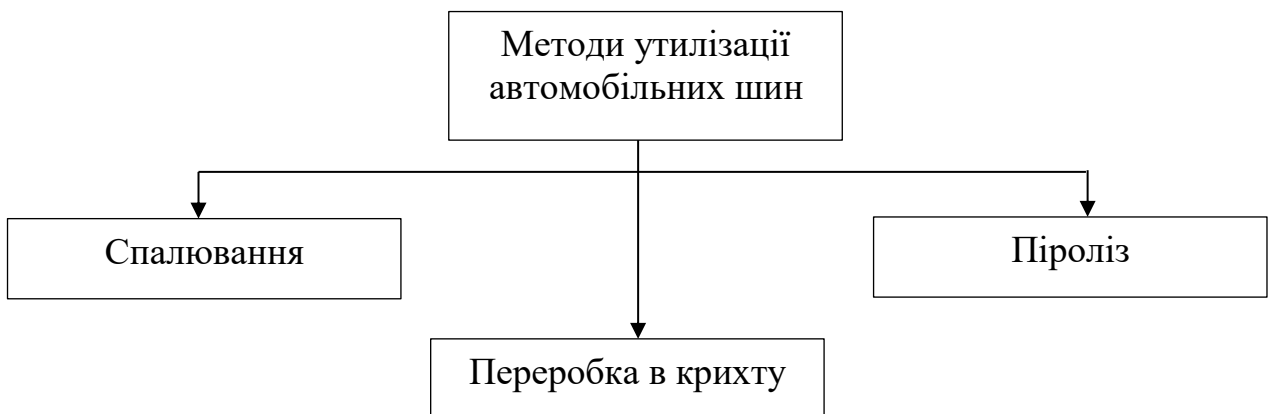 Методи утилізації
автомобільних шин
Спалювання
Піроліз
Переробка в крихту